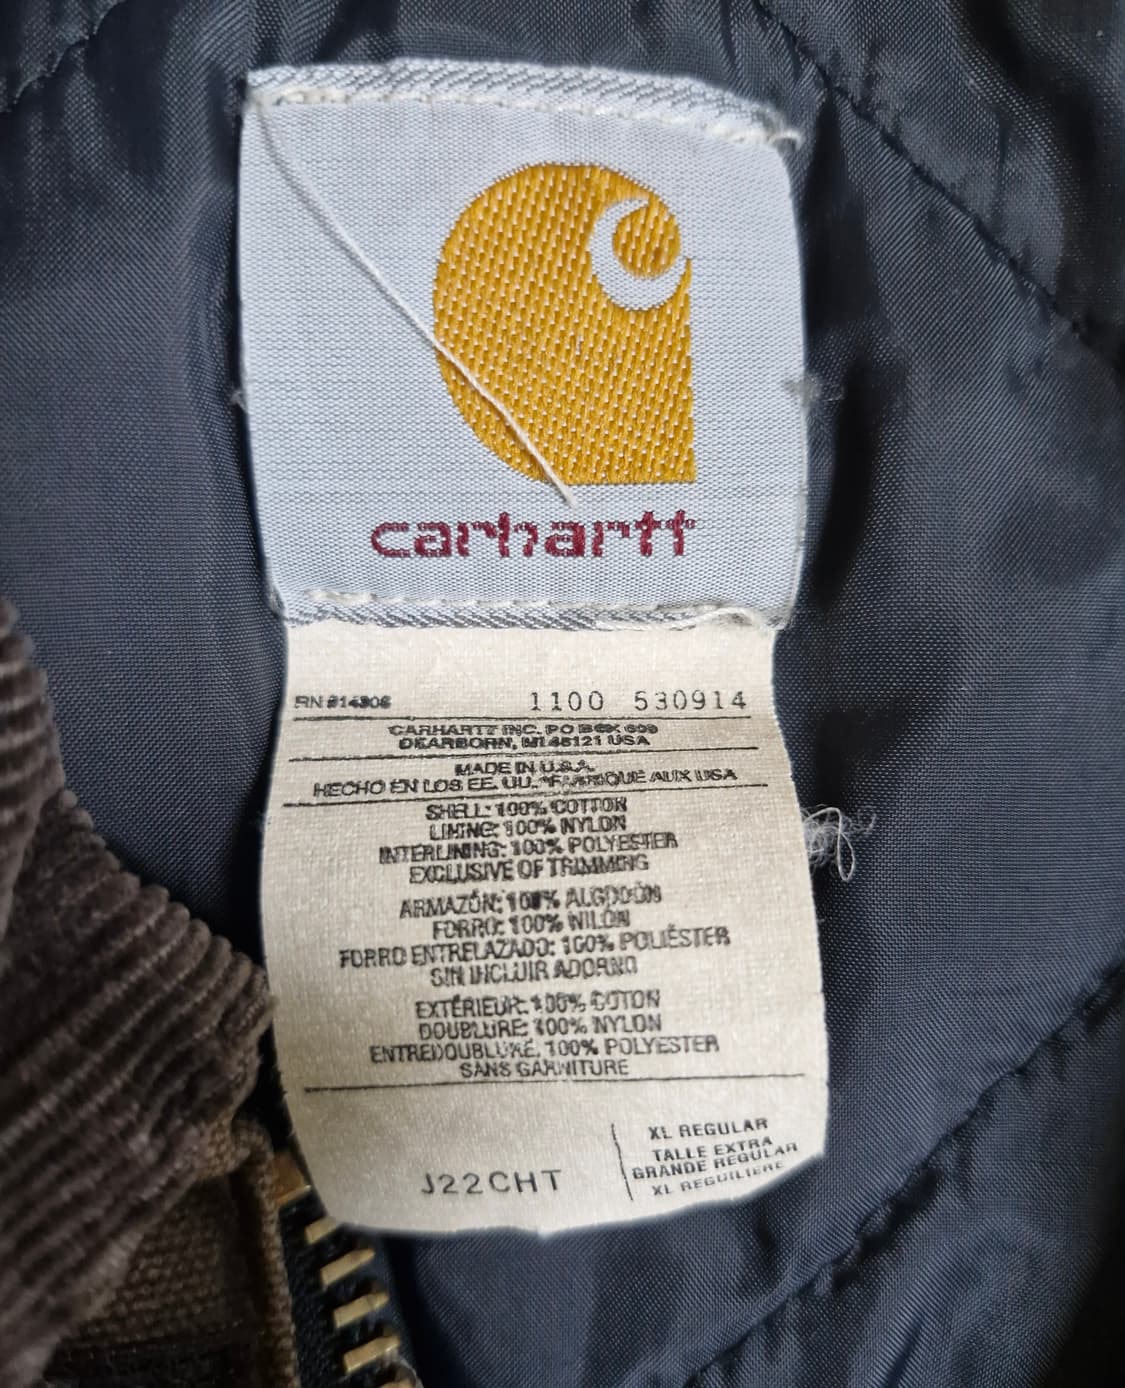 carhartt
RN #14806 1100 530914
CARHARTT INC. PO BOX 600
DEARBORN, MI 48121 USA
MADE IN U.S.A.
HECHO EN LOS EE. UU. *FABRIQUE AUX USA
SHELL: 100% COTTON
LINING: 100% NYLON
INTERLINING: 100% POLYESTER
EXCLUSIVE OF TRIMMING
ARMAZÓN: 100% ALGODÓN
FORRO: 100% NILÓN
FORRO ENTRELAZADO: 100% POLIÉSTER
SIN INCLUIR ADORNO
EXTÉRIEUR: 100% COTON
DOUBLURE: 100% NYLON
ENTREDOUBLURE: 100% POLYESTER
SANS GARNITURE
J22CHT
XL REGULAR
TALLE EXTRA
GRANDE REGULAR
XL REGUILIERE